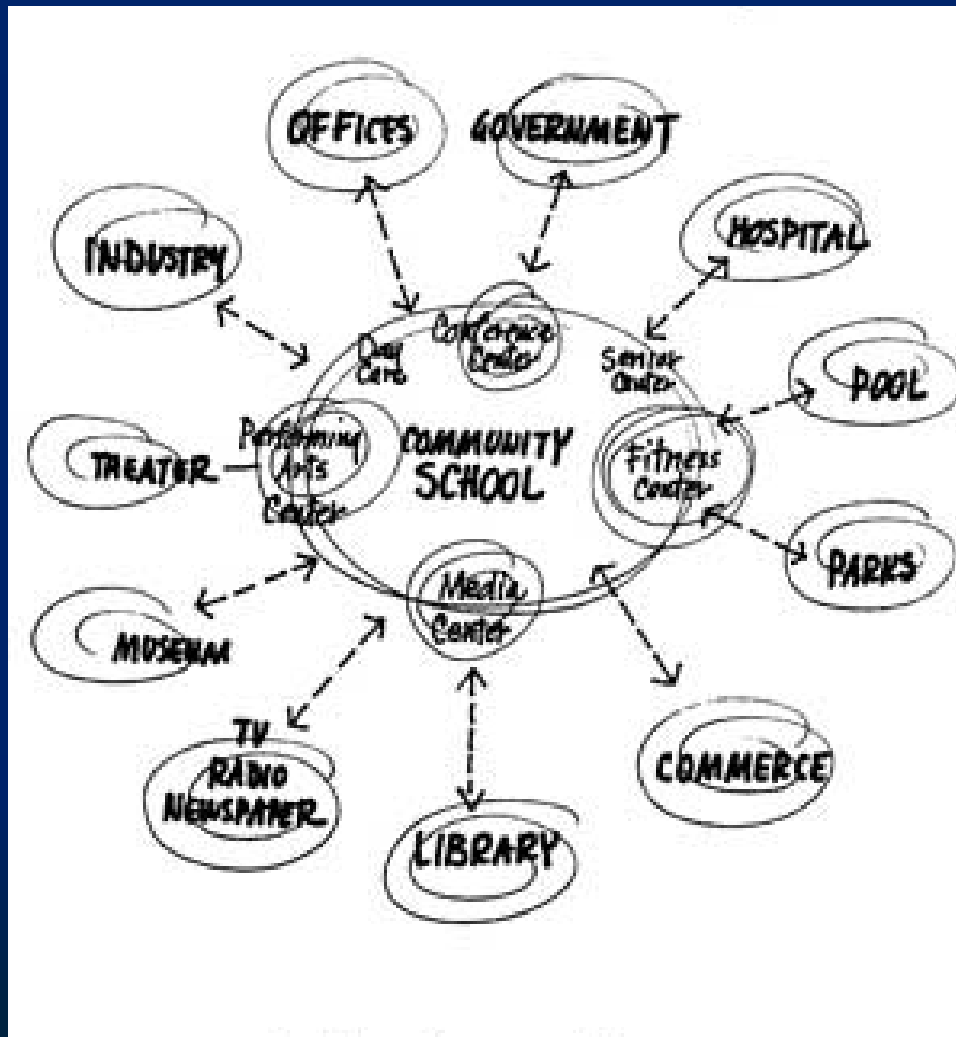 OFFICES
GOVERNMENT
HOSPITAL
INDUSTRY
Day
Care
Conference
Center
Senior
Center
POOL
THEATER
Performing
Arts
Center
COMMUNITY
SCHOOL
Fitness
Center
PARKS
MUSEUM
Media
Center
TV
RADIO
NEWSPAPER
COMMERCE
LIBRARY